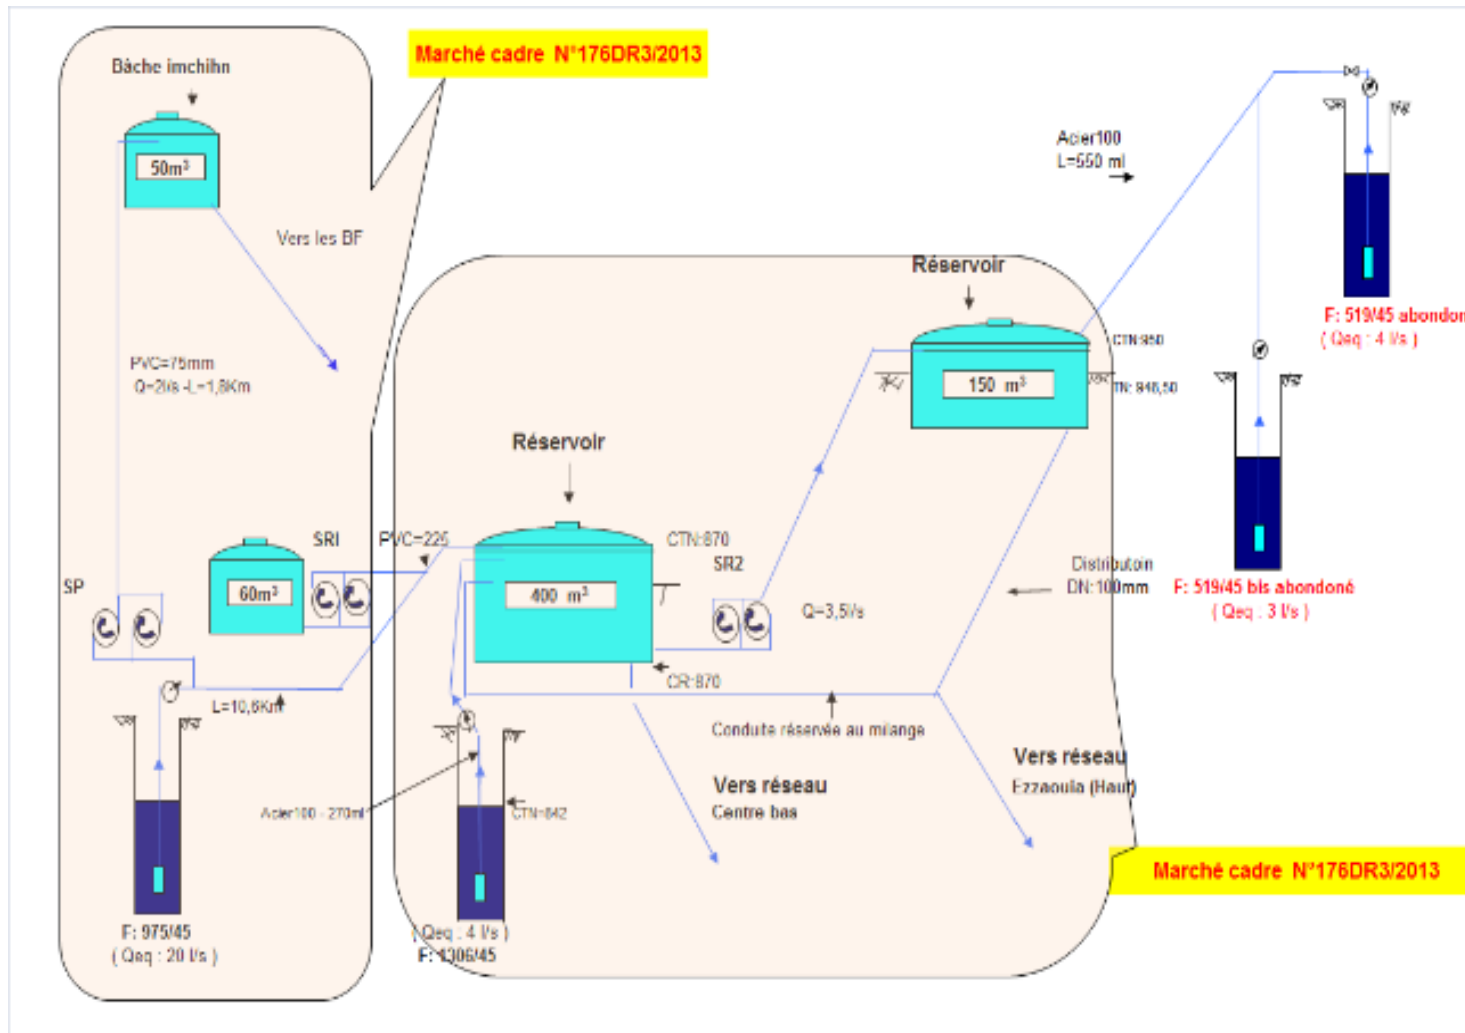 Marché cadre N°176DR3/2013
Bâche imchihn
50m³
Vers les BF
PVC=75mm
Q=2l/s -L=1,8Km
Acier100
L=550 ml
F: 519/45 abondon
( Qeq : 4 l/s )
Réservoir
CTN:950
150 m³
TN: 946,50
F: 519/45 bis abondoné
( Qeq : 3 l/s )
Réservoir
SRI
PVC=225
CTN:870
SP
60m³
400 m³
SR2
Q=3,5l/s
Distributoin
DN:100mm
CR:870
L=10,6Km
Conduite réservée au milange
Vers réseau
Centre bas
Vers réseau
Ezzaouia (Haut)
Acier100 - 270ml
CTN=842
Marché cadre N°176DR3/2013
F: 975/45
( Qeq : 20 l/s )
( Qeq : 4 l/s )
F: 1306/45